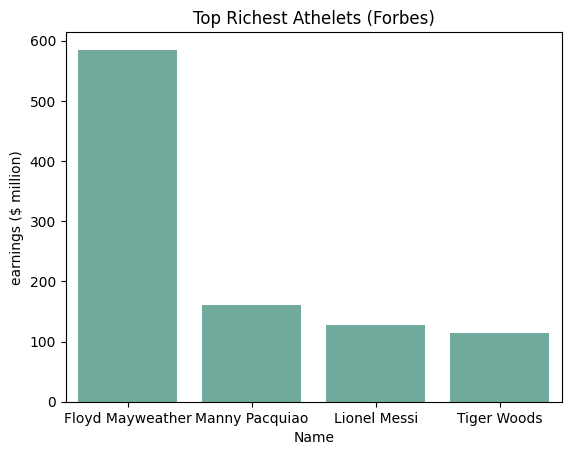 Top Richest Athelets (Forbes)
earnings ($ million)
600
500
400
300
200
100
0
Floyd Mayweather Manny Pacquiao Lionel Messi Tiger Woods
Name